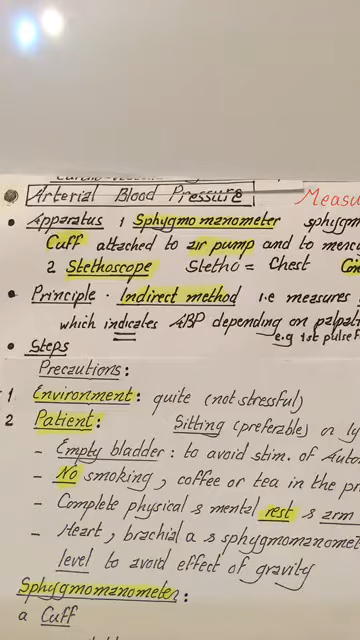 Arterial Blood Pressure
Measu
• Apparatus 1 Sphygmomanometer sphygm
Cuff attached to air pump and to mercu
2 Stethoscope Stetho = Chest
• Principle . Indirect method i.e measures
which indicates ABP depending on palpat
e.g 1st pulse F
• Steps
Precautions:
1 Environment: quite (not stressful)
2 Patient: Sitting (preferable) or ly
- Empty bladder: to avoid stim. of Auto
- No smoking, coffee or tea in the pr
- Complete physical & mental rest & arm
- Heart, brachial a & sphygmomanomet
level to avoid effect of gravity
Sphygmomanometer:
a Cuff